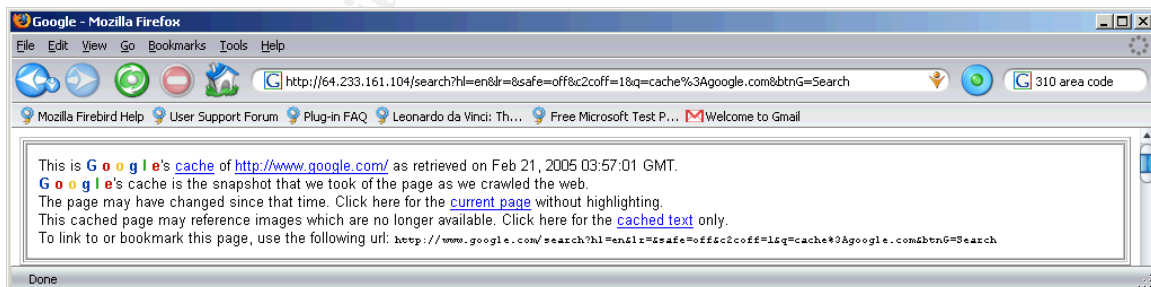 Google - Mozilla Firefox
File Edit View Go Bookmarks Tools Help
http://64.233.161.104/search?hl=en&lr=&safe=off&c2coff=1&q=cache%3Agoogle.com&btnG=Search
310 area code
Mozilla Firebird Help User Support Forum Plug-in FAQ Leonardo da Vinci: Th... Free Microsoft Test P... Welcome to Gmail
This is Google's cache of http://www.google.com/ as retrieved on Feb 21, 2005 03:57:01 GMT.
Google's cache is the snapshot that we took of the page as we crawled the web.
The page may have changed since that time. Click here for the current page without highlighting.
This cached page may reference images which are no longer available. Click here for the cached text only.
To link to or bookmark this page, use the following url: http://www.google.com/search?hl=en&lr=&safe=off&c2coff=1&q=cache%3Agoogle.com&btnG=Search
Done